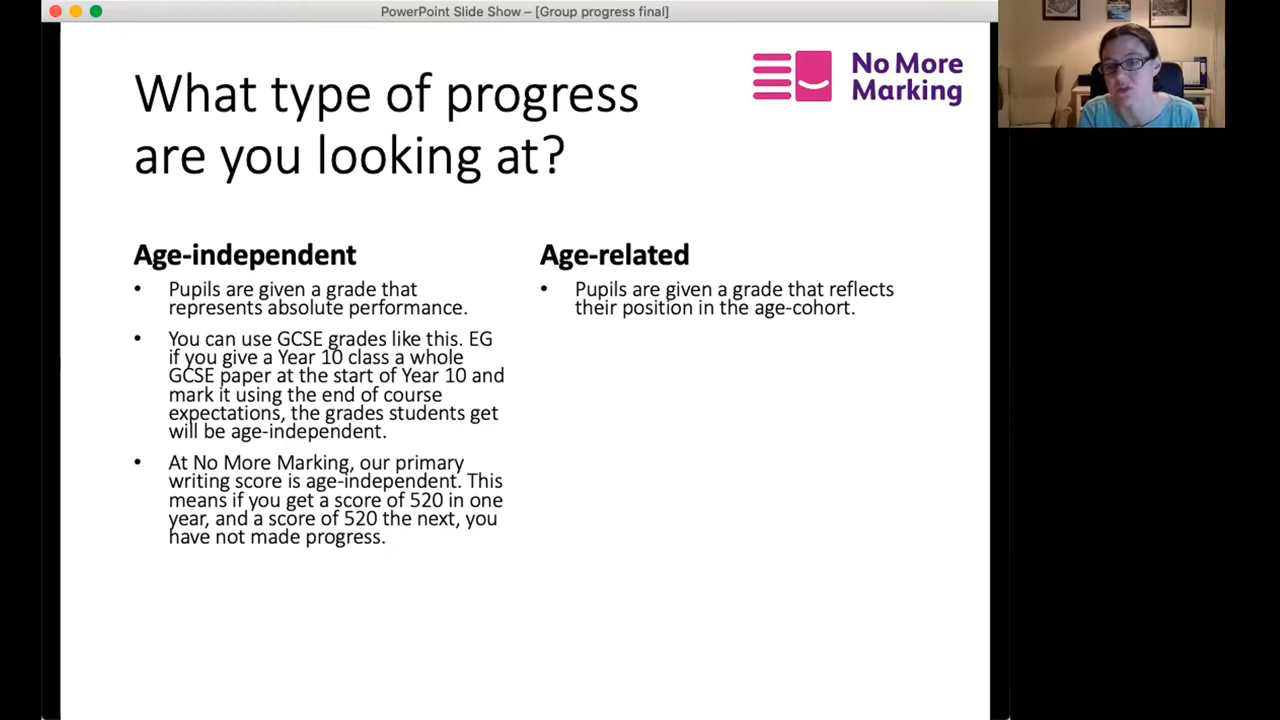 PowerPoint Slide Show – [Group progress final]
What type of progress
are you looking at?
No More
Marking
Age-independent
• Pupils are given a grade that
represents absolute performance.
• You can use GCSE grades like this. EG
if you give a Year 10 class a whole
GCSE paper at the start of Year 10 and
mark it using the end of course
expectations, the grades students get
will be age-independent.
• At No More Marking, our primary
writing score is age-independent. This
means if you get a score of 520 in one
year, and a score of 520 the next, you
have not made progress.
Age-related
• Pupils are given a grade that reflects
their position in the age-cohort.